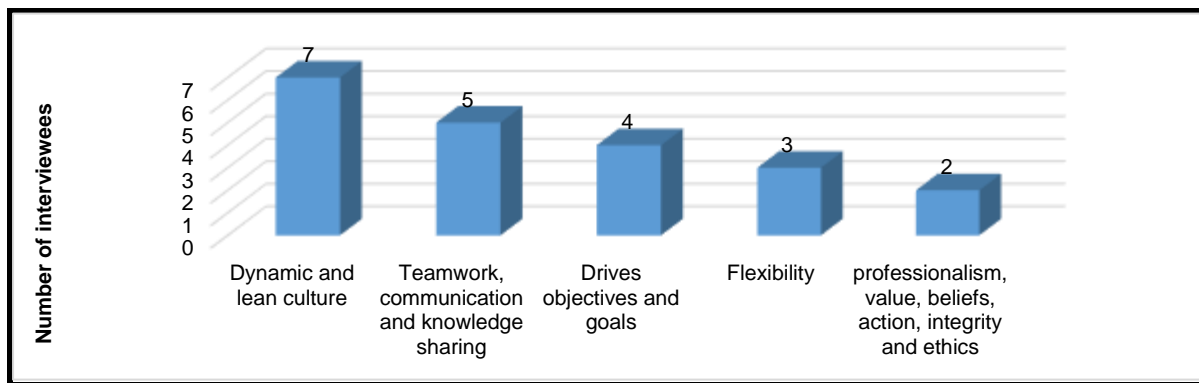 Number of interviewees
7
6
5
4
3
2
1
0
7
5
4
3
2
Dynamic and
lean culture
Teamwork,
communication
and knowledge
sharing
Drives
objectives and
goals
Flexibility
professionalism,
value, beliefs,
action, integrity
and ethics